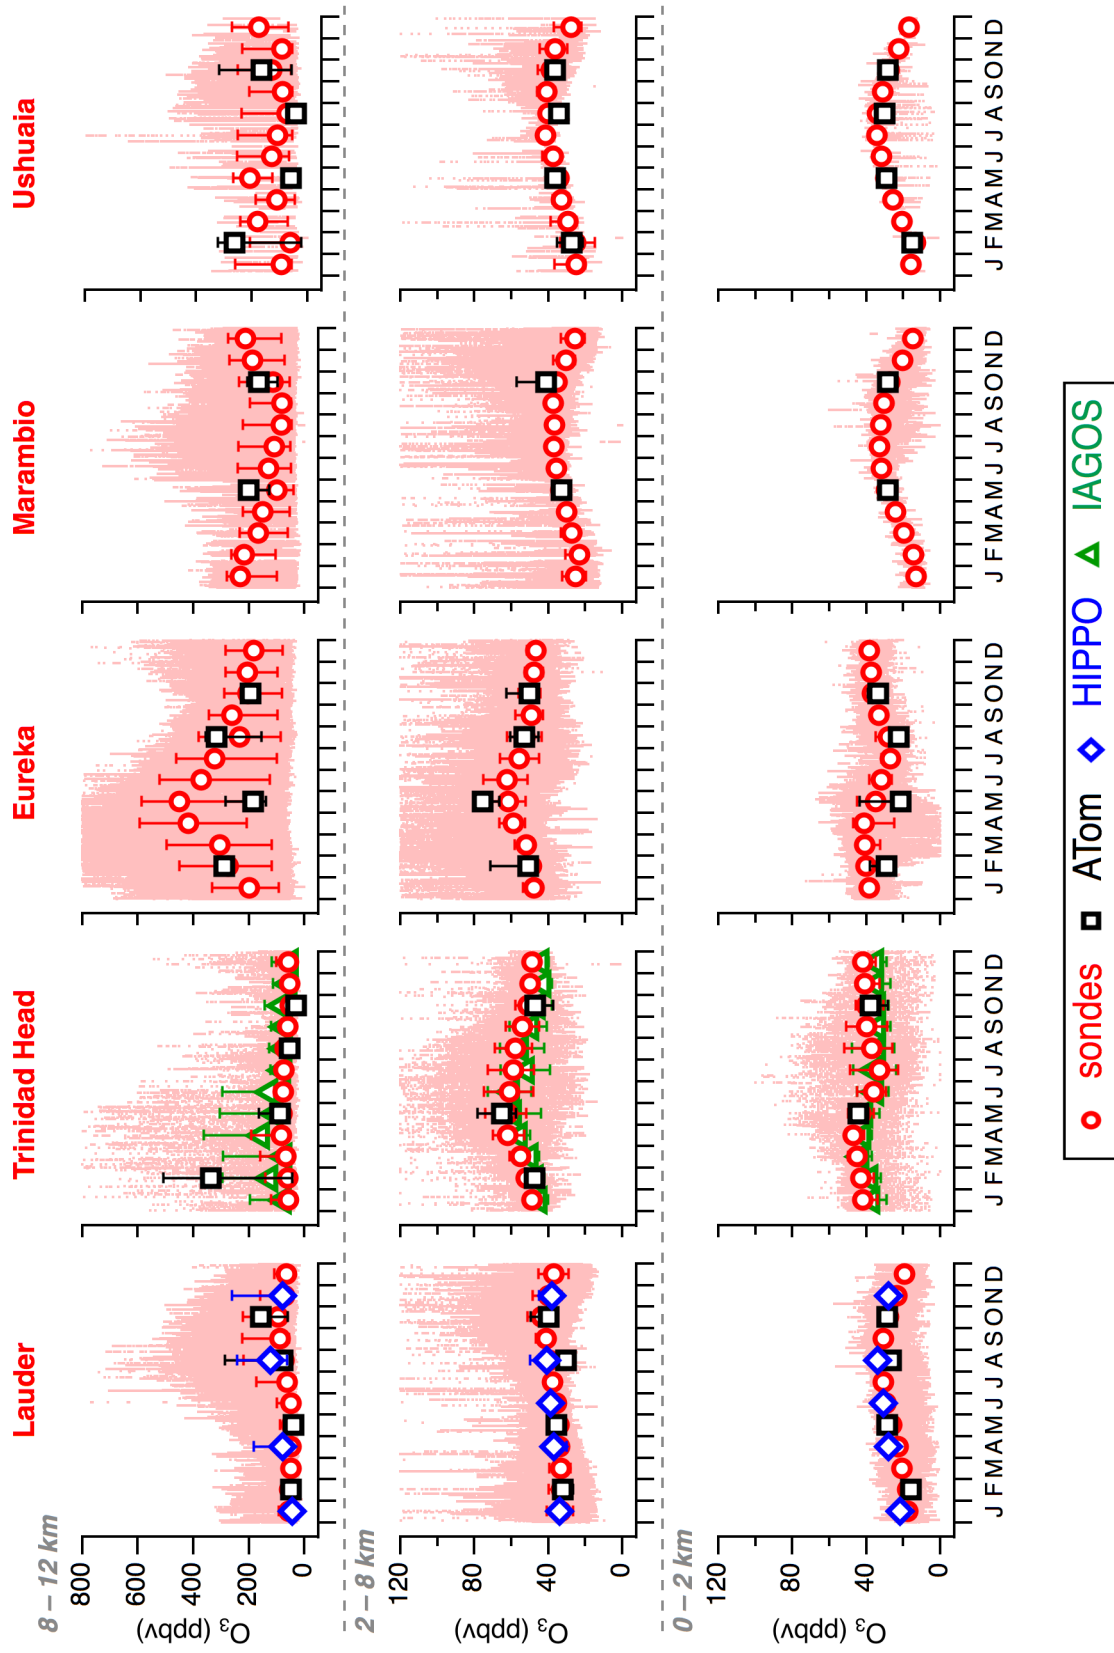 Lauder Trinidad Head Eureka Marambio Ushuaia
8 – 12 km
O₃ (ppbv)
800
400
200
0
600
2 – 8 km
O₃ (ppbv)
120
80
40
0
0 – 2 km
O₃ (ppbv)
120
80
40
0
J F M A M J J A S O N D J F M A M J J A S O N D J F M A M J J A S O N D J F M A M J J A S O N D J F M A M J J A S O N D
J F M A M J J A S O N D J F M A M J J A S O N D J F M A M J J A S O N D J F M A M J J A S O N D J F M A M J J A S O N D
sondes ATom HIPPO IAGOS